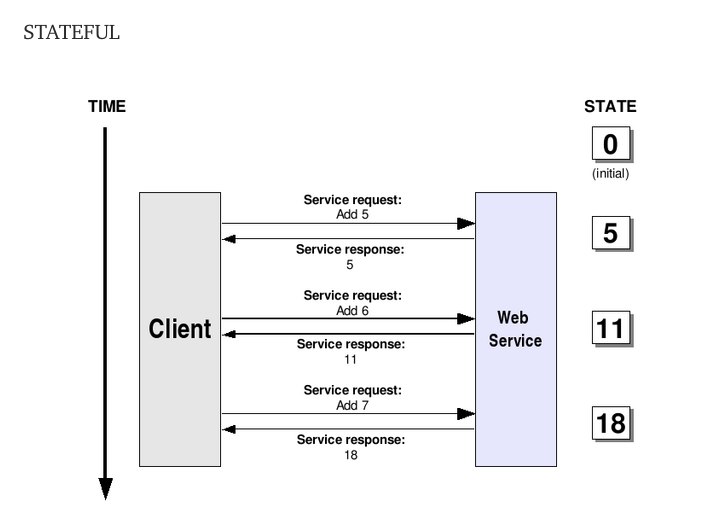 STATEFUL
TIME
STATE
0
(initial)
Service request:
Add 5
5
Service response:
5
Service request:
Add 6
Client
Web
Service
11
Service response:
11
Service request:
Add 7
18
Service response:
18